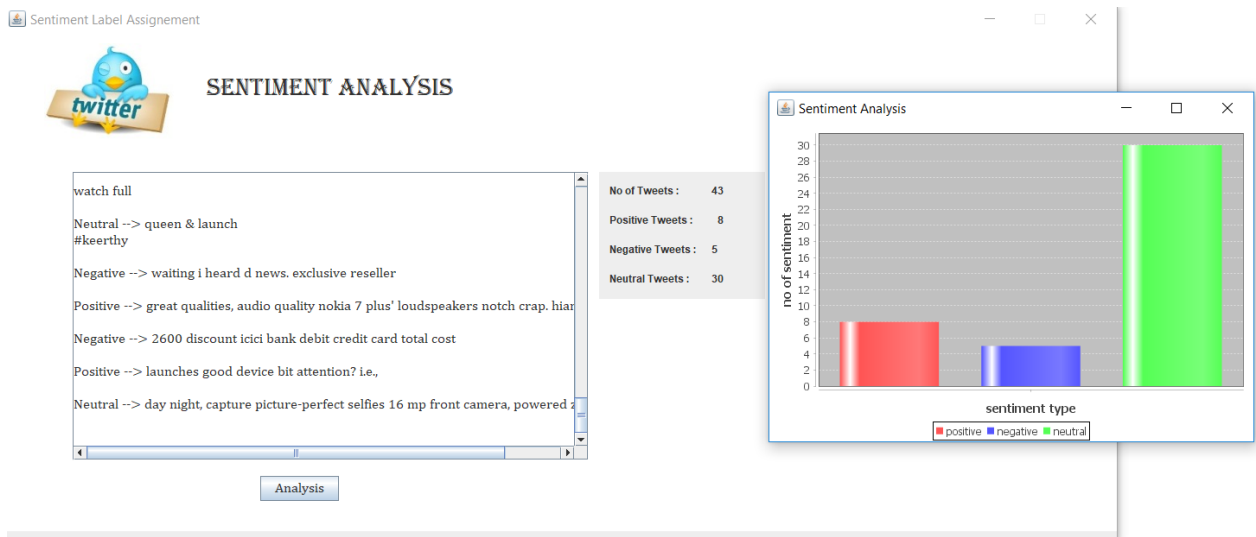 Sentiment Label Assignement
twitter
SENTIMENT ANALYSIS
watch full
Neutral --> queen & launch
#keerthy
Negative --> waiting i heard d news. exclusive reseller
Positive --> great qualities, audio quality nokia 7 plus' loudspeakers notch crap. hiar
Negative --> 2600 discount icici bank debit credit card total cost
Positive --> launches good device bit attention? i.e.,
Neutral --> day night, capture picture-perfect selfies 16 mp front camera, powered z
Analysis
No of Tweets : 43
Positive Tweets : 8
Negative Tweets : 5
Neutral Tweets : 30
Sentiment Analysis
no of sentiment
30
28
26
24
22
20
18
16
14
12
10
8
6
4
2
0
sentiment type
positive negative neutral